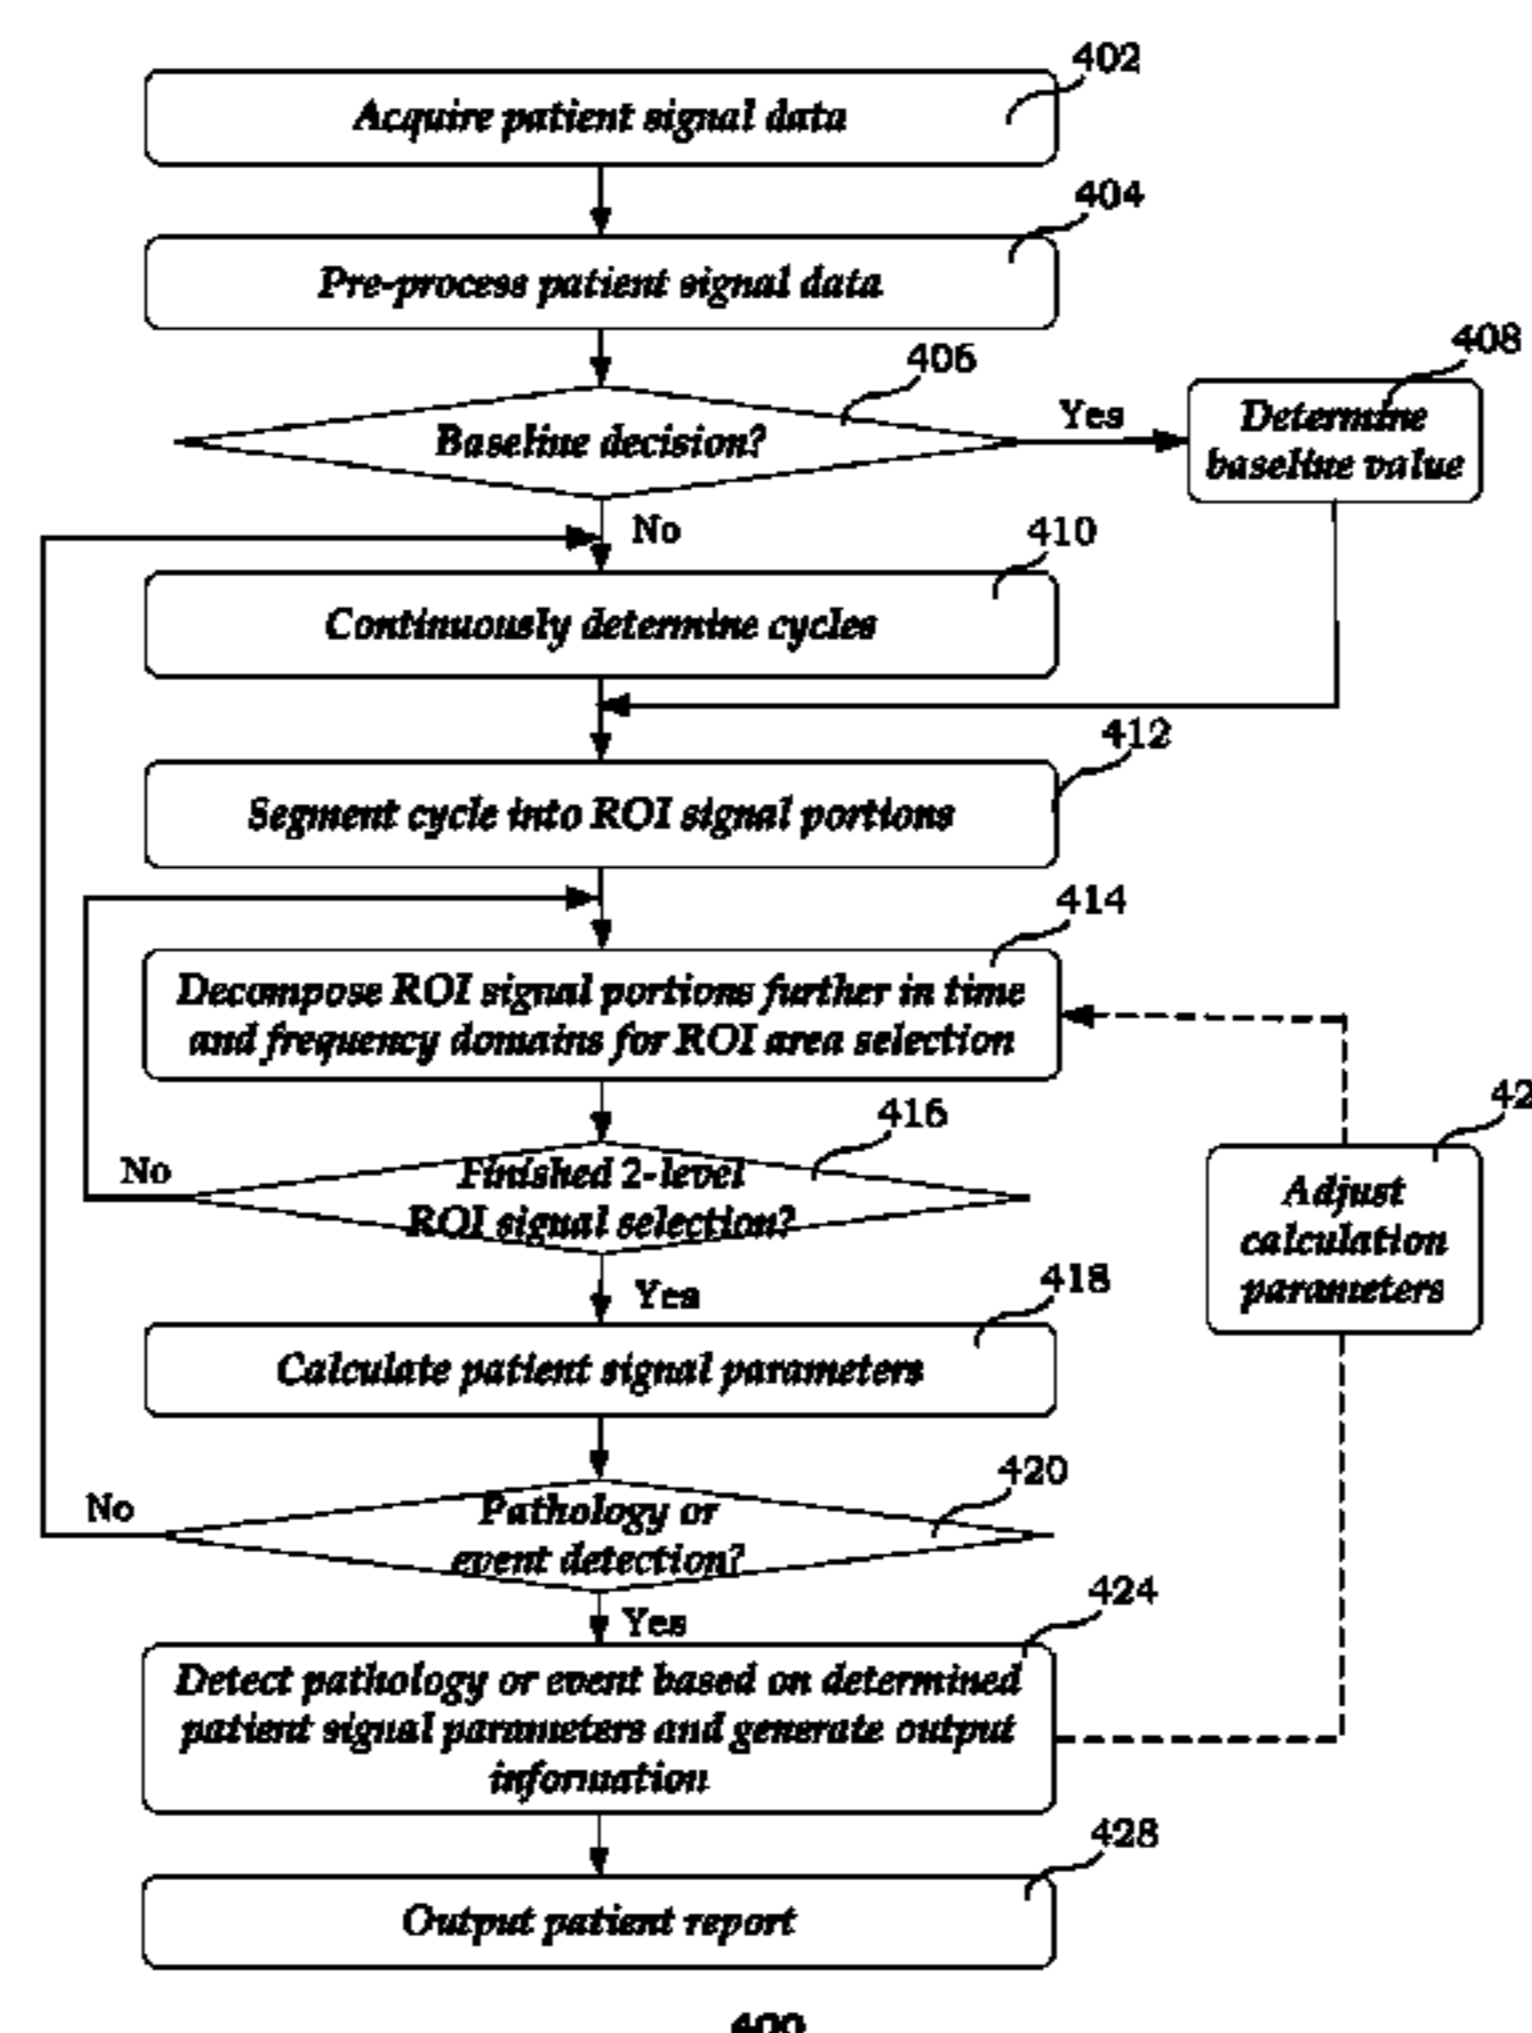 402
Acquire patient signal data
404
Pre-process patient signal data
406
408
Baseline decision?
Yes
Determine
baseline value
No
410
Continuously determine cycles
412
Segment cycle into ROI signal portions
414
Decompose ROI signal portions further in time
and frequency domains for ROI area selection
416
42
No
Finished 2-level
ROI signal selection?
Adjust
calculation
parameters
Yes
418
Calculate patient signal parameters
420
No
Pathology or
event detection?
Yes
424
Detect pathology or event based on determined
patient signal parameters and generate output
information
428
Output patient report
400